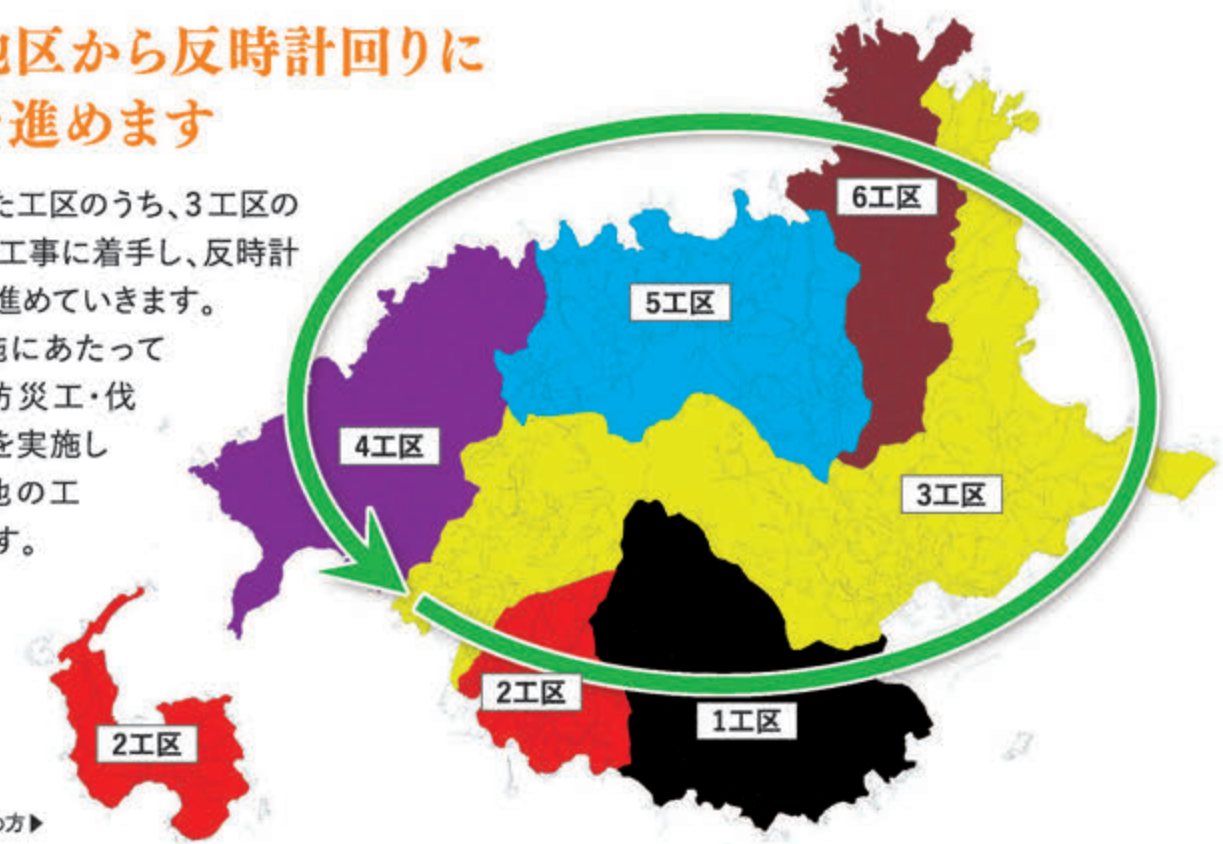 地区から反時計回りに
進めます
た工区のうち、3工区の
工事に着手し、反時計
進めていきます。
施にあたって
防災工・伐
を実施し
他の工
す。
6工区
5工区
4工区
3工区
2工区
1工区
2工区
の方▶